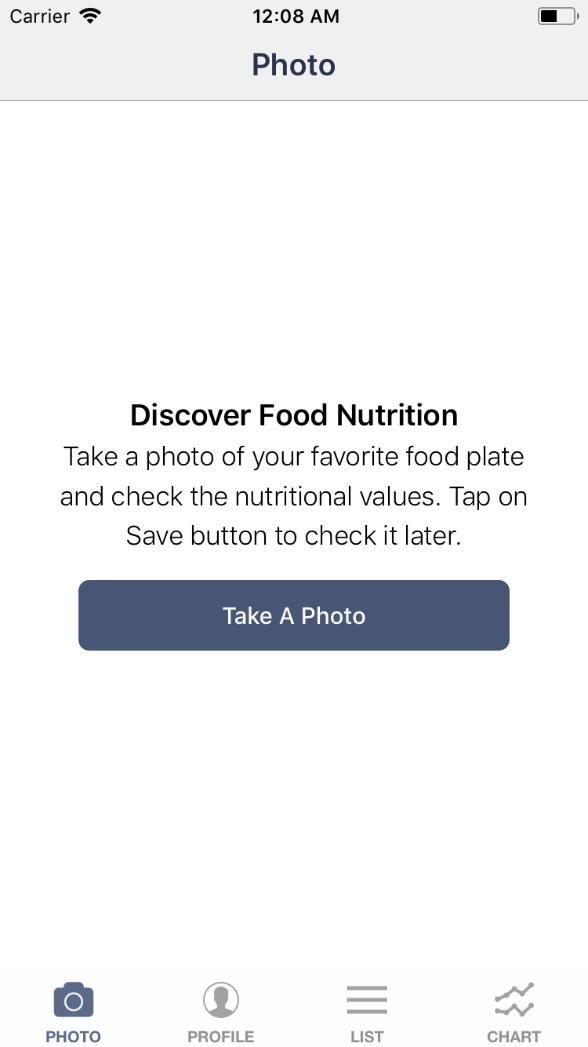 Carrier 12:08 AM
Photo
Discover Food Nutrition
Take a photo of your favorite food plate
and check the nutritional values. Tap on
Save button to check it later.
Take A Photo
PHOTO PROFILE LIST CHART